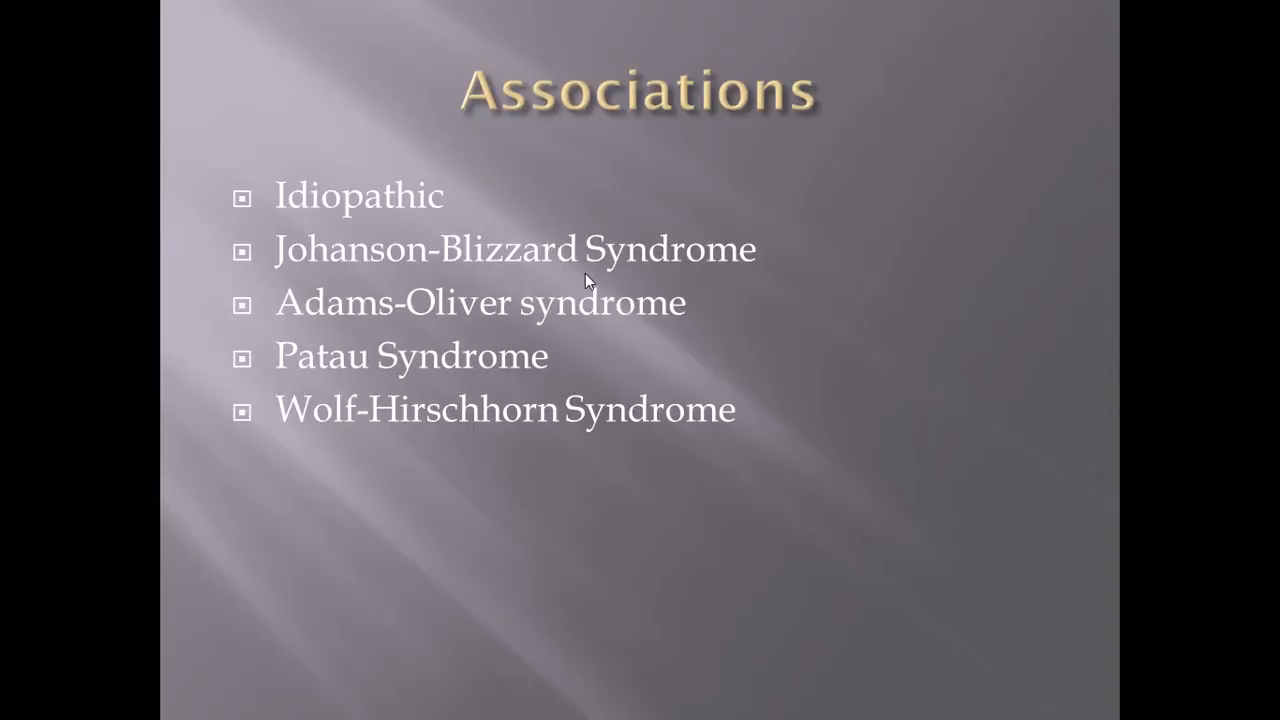 Associations
Idiopathic
Johanson-Blizzard Syndrome
Adams-Oliver syndrome
Patau Syndrome
Wolf-Hirschhorn Syndrome